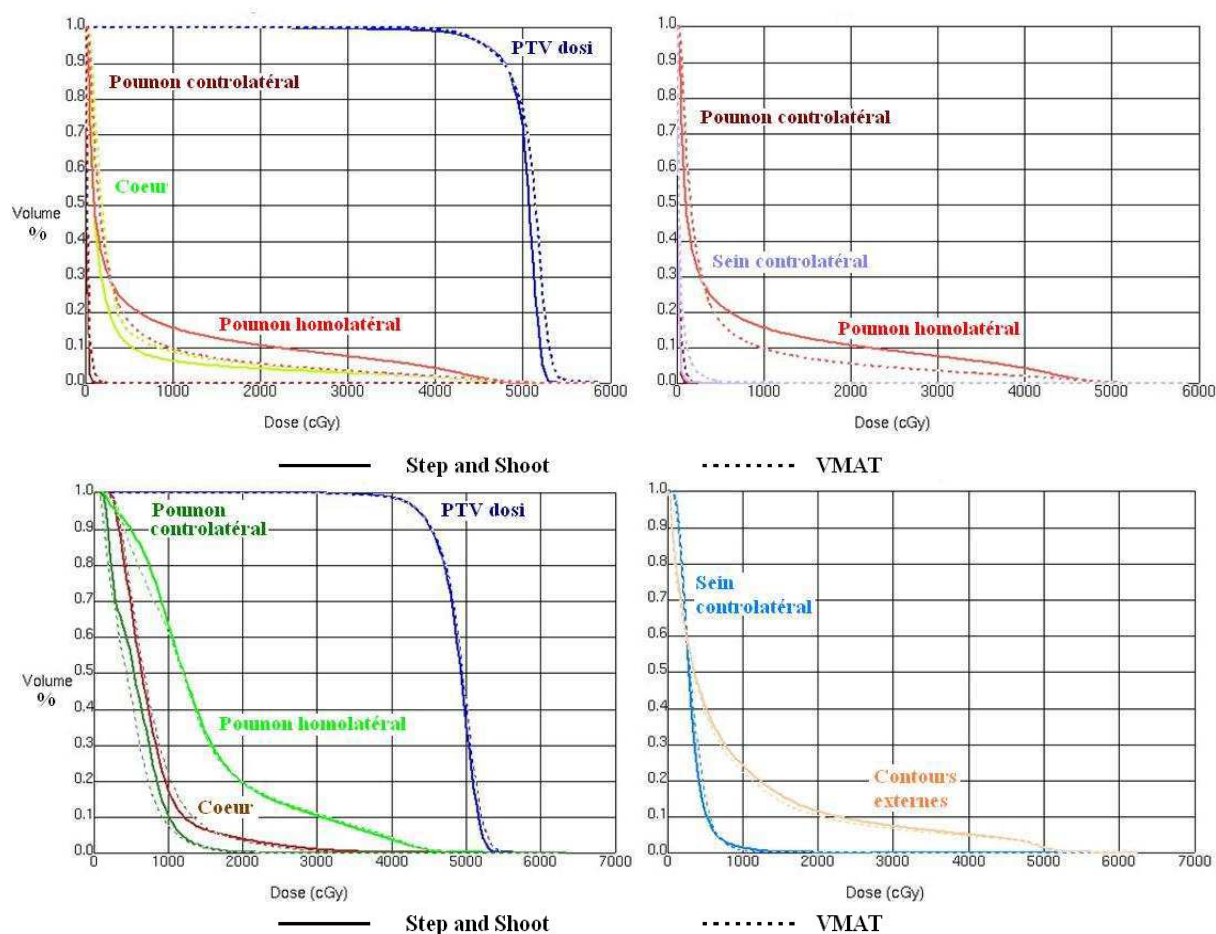 1.0
0.9
0.8
0.7
0.6
0.5
0.4
0.3
0.2
0.1
0.0
Volume
%
PTV dosi
Poumon controlatéral
Coeur
Poumon homolatéral
0 1000 2000 3000 4000 5000 6000
Dose (cGy)
1.0
0.9
0.8
0.7
0.6
0.5
0.4
0.3
0.2
0.1
0.0
Poumon controlatéral
Sein controlatéral
Poumon homolatéral
0 1000 2000 3000 4000 5000 6000
Dose (cGy)
Step and Shoot VMAT
1.0
0.9
0.8
0.7
0.6
0.5
0.4
0.3
0.2
0.1
0.0
Volume
%
Poumon
controlatéral
PTV dosi
Poumon homolatéral
Coeur
0 1000 2000 3000 4000 5000 6000 7000
Dose (cGy)
1.0
0.9
0.8
0.7
0.6
0.5
0.4
0.3
0.2
0.1
0.0
Sein
controlatéral
Contours
externes
0 1000 2000 3000 4000 5000 6000 7000
Dose (cGy)
Step and Shoot VMAT